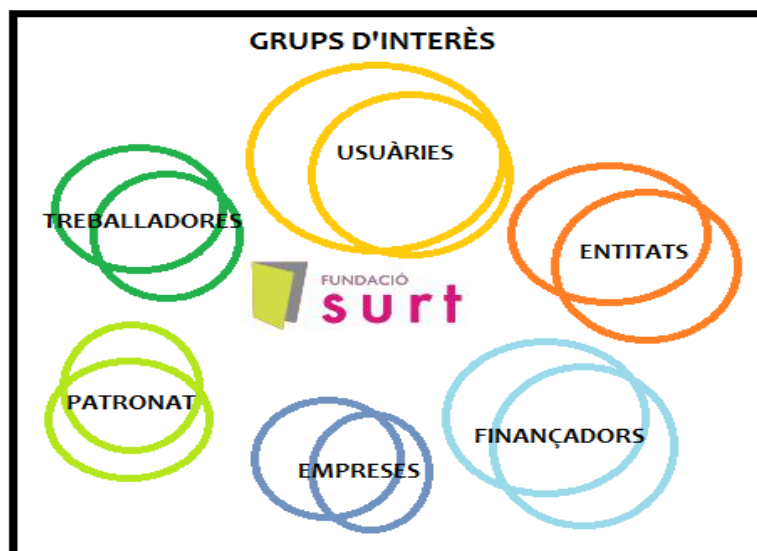 GRUPS D'INTERÈS
USUÀRIES
TREBALLADORES
ENTITATS
FUNDACIÓ
surt
PATRONAT
FINANÇADORS
EMPRESES